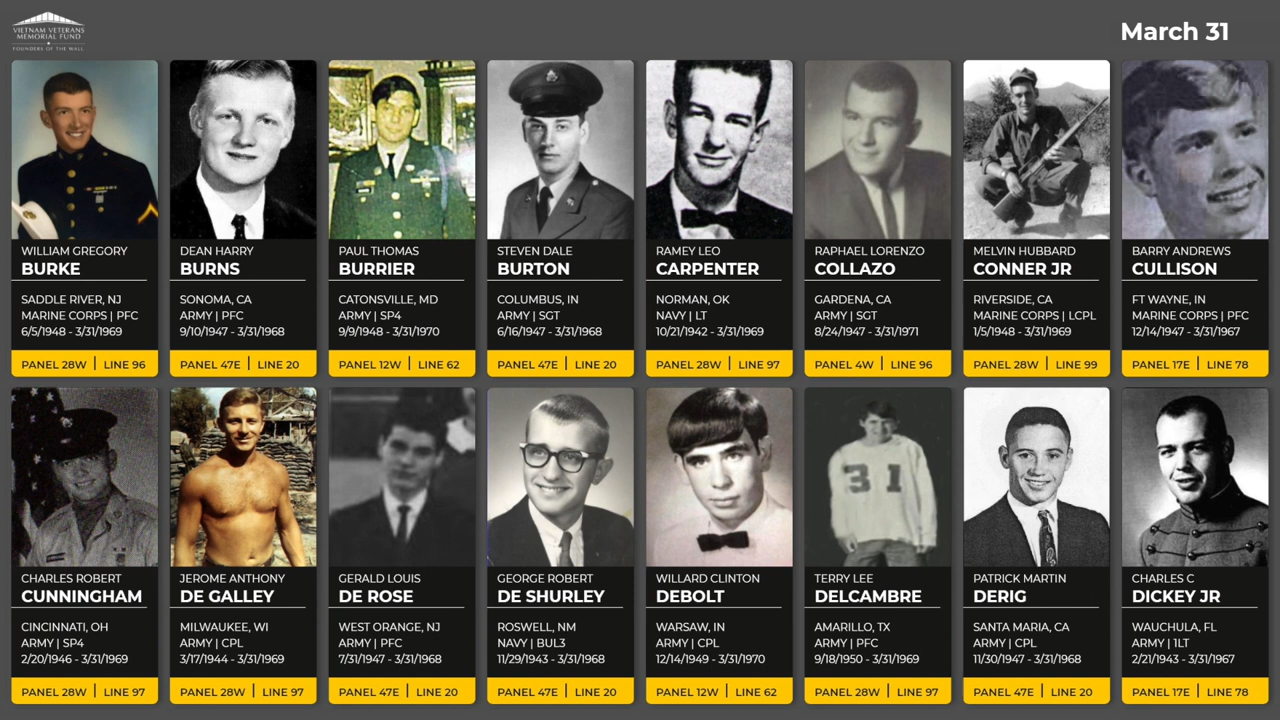 VIETNAM VETERANS
MEMORIAL FUND
FOUNDERS OF THE WALL
March 31
WILLIAM GREGORY
BURKE
SADDLE RIVER, NJ
MARINE CORPS | PFC
6/5/1948 - 3/31/1969
PANEL 28W | LINE 96
DEAN HARRY
BURNS
SONOMA, CA
ARMY | PFC
9/10/1947 - 3/31/1968
PANEL 47E | LINE 20
PAUL THOMAS
BURRIER
CATONSVILLE, MD
ARMY | SP4
9/9/1948 - 3/31/1970
PANEL 12W | LINE 62
STEVEN DALE
BURTON
COLUMBUS, IN
ARMY | SGT
6/16/1947 - 3/31/1968
PANEL 47E | LINE 20
RAMEY LEO
CARPENTER
NORMAN, OK
NAVY | LT
10/21/1942 - 3/31/1969
PANEL 28W | LINE 97
RAPHAEL LORENZO
COLLAZO
GARDENA, CA
ARMY | SGT
8/24/1947 - 3/31/1971
PANEL 4W | LINE 96
MELVIN HUBBARD
CONNER JR
RIVERSIDE, CA
MARINE CORPS | LCPL
1/5/1948 - 3/31/1969
PANEL 28W | LINE 99
BARRY ANDREWS
CULLISON
FT WAYNE, IN
MARINE CORPS | PFC
12/14/1947 - 3/31/1967
PANEL 17E | LINE 78
CHARLES ROBERT
CUNNINGHAM
CINCINNATI, OH
ARMY | SP4
2/20/1946 - 3/31/1969
PANEL 28W | LINE 97
JEROME ANTHONY
DE GALLEY
MILWAUKEE, WI
ARMY | CPL
3/17/1944 - 3/31/1969
PANEL 28W | LINE 97
GERALD LOUIS
DE ROSE
WEST ORANGE, NJ
ARMY | PFC
7/31/1947 - 3/31/1968
PANEL 47E | LINE 20
GEORGE ROBERT
DE SHURLEY
ROSWELL, NM
NAVY | BUL3
11/29/1943 - 3/31/1968
PANEL 47E | LINE 20
WILLARD CLINTON
DEBOLT
WARSAW, IN
ARMY | CPL
12/14/1949 - 3/31/1970
PANEL 12W | LINE 62
31
TERRY LEE
DELCAMBRE
AMARILLO, TX
ARMY | PFC
9/18/1950 - 3/31/1969
PANEL 28W | LINE 97
PATRICK MARTIN
DERIG
SANTA MARIA, CA
ARMY | CPL
11/30/1947 - 3/31/1968
PANEL 47E | LINE 20
CHARLES C
DICKEY JR
WAUCHULA, FL
ARMY | 1LT
2/21/1943 - 3/31/1967
PANEL 17E | LINE 78